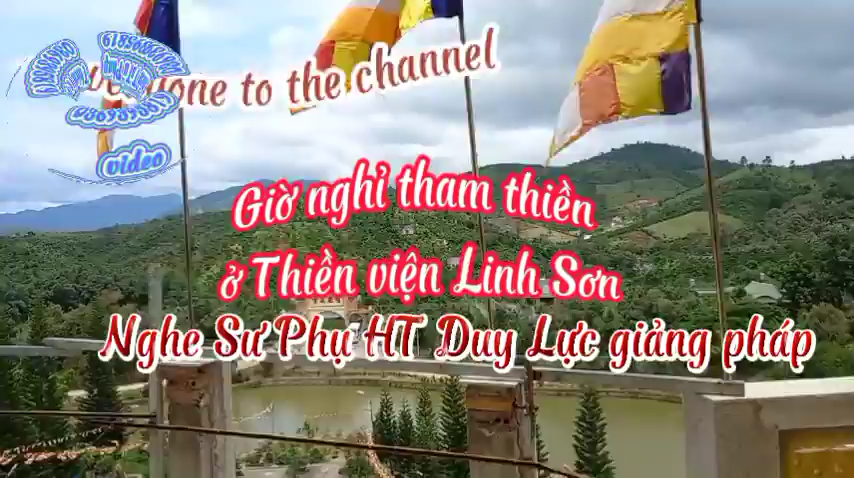 to the channel
video
Giờ nghỉ tham thiền
ở Thiền viện Linh Sơn
Nghe Sư Phụ HT Duy Lực giảng pháp